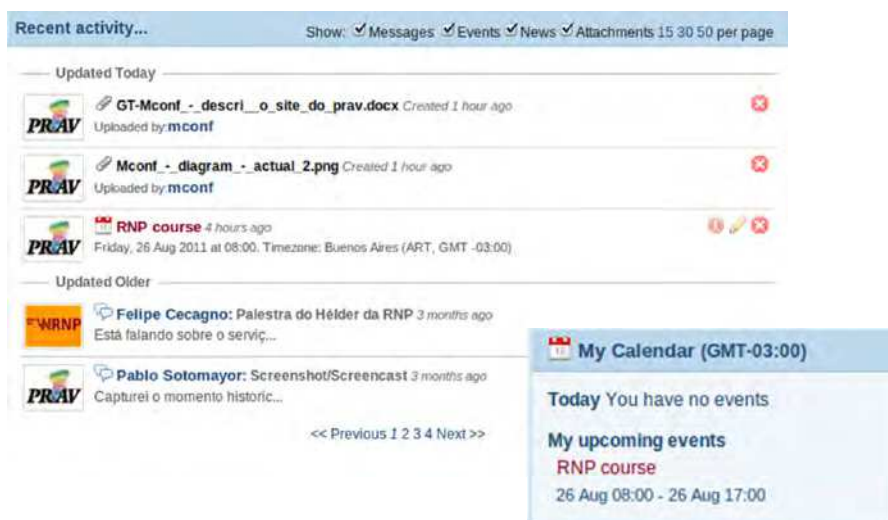 Recent activity...
Show: Messages Events News Attachments 15 30 50 per page
Updated Today
PRAV
GT-Mconf_-_descri__o_site_do_prav.docx Created 1 hour ago
Uploaded by:mconf
PRAV
Mconf_-_diagram_-_actual_2.png Created 1 hour ago
Uploaded by:mconf
PRAV
RNP course 4 hours ago
Friday, 26 Aug 2011 at 08:00. Timezone: Buenos Aires (ART, GMT -03:00)
Updated Older
WRNP
Felipe Cecagno: Palestra do Hélder da RNP 3 months ago
Está falando sobre o serviç...
PRAV
Pablo Sotomayor: Screenshot/Screencast 3 months ago
Capturei o momento historic...
<< Previous 1 2 3 4 Next >>
My Calendar (GMT-03:00)
Today You have no events
My upcoming events
RNP course
26 Aug 08:00 - 26 Aug 17:00